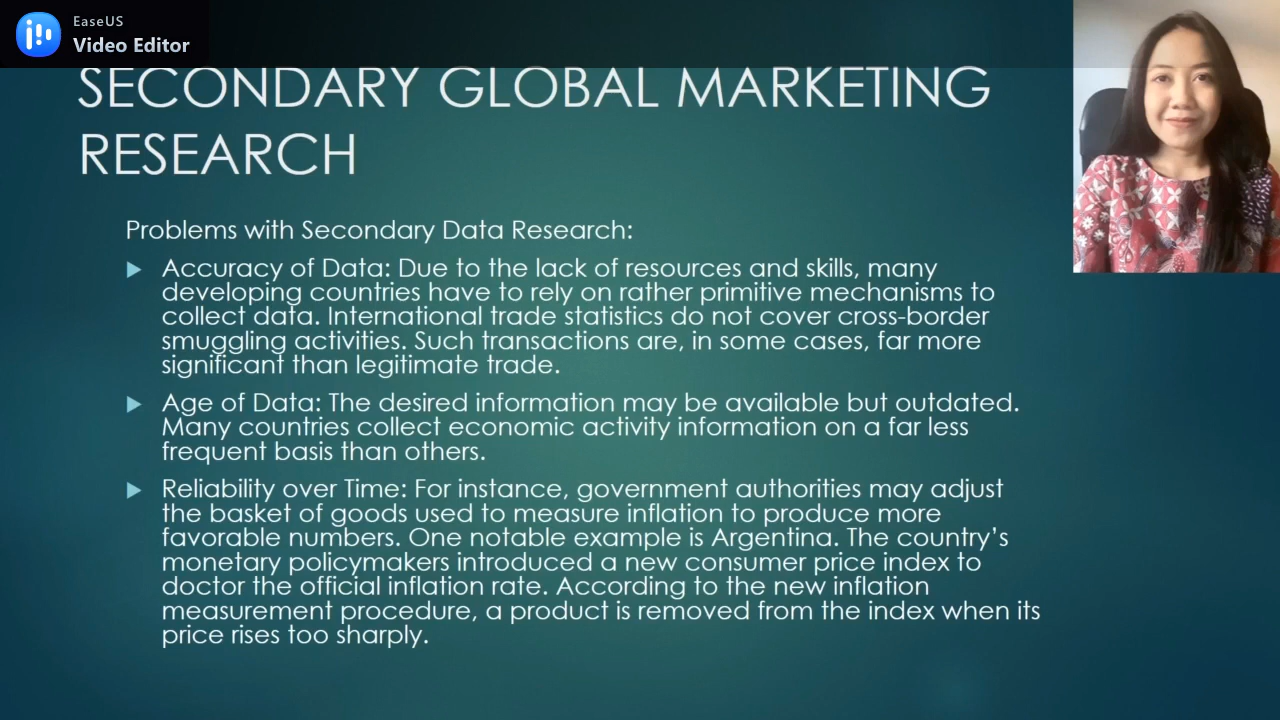 EaseUS
Video Editor
SECONDARY GLOBAL MARKETING
RESEARCH
Problems with Secondary Data Research:
Accuracy of Data: Due to the lack of resources and skills, many
developing countries have to rely on rather primitive mechanisms to
collect data. International trade statistics do not cover cross-border
smuggling activities. Such transactions are, in some cases, far more
significant than legitimate trade.
Age of Data: The desired information may be available but outdated.
Many countries collect economic activity information on a far less
frequent basis than others.
Reliability over Time: For instance, government authorities may adjust
the basket of goods used to measure inflation to produce more
favorable numbers. One notable example is Argentina. The country’s
monetary policymakers introduced a new consumer price index to
doctor the official inflation rate. According to the new inflation
measurement procedure, a product is removed from the index when its
price rises too sharply.